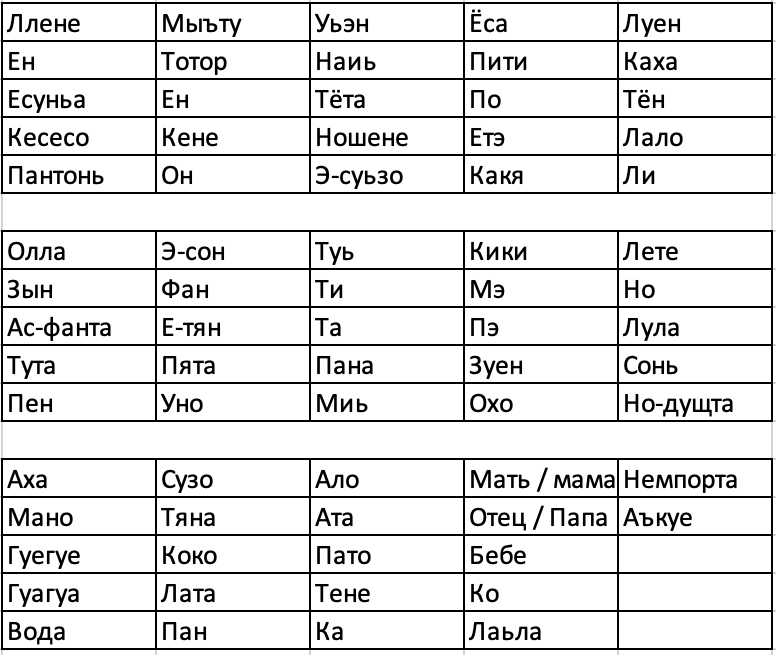 Ллене Мыъту Уьэн Ёса Луен
Ен Тотор Наиь Пити Каха
Есуньа Ен Тёта По Тён
Кесесо Кене Ношене Етэ Лало
Пантонь Он Э-суьзо Какя Ли
Олла Э-сон Туь Кики Лете
Зын Фан Ти Мэ Но
Ас-фанта Е-тян Та Пэ Лула
Тута Пята Пана Зуен Сонь
Пен Уно Миь Охо Но-дущта
Аха Сузо Ало Мать / мама Немпорта
Мано Тяна Ата Отец / Папа Аъкуе
Гуегуе Коко Пато Бебе
Гуагуа Лата Тене Ко
Вода Пан Ка Лаьла